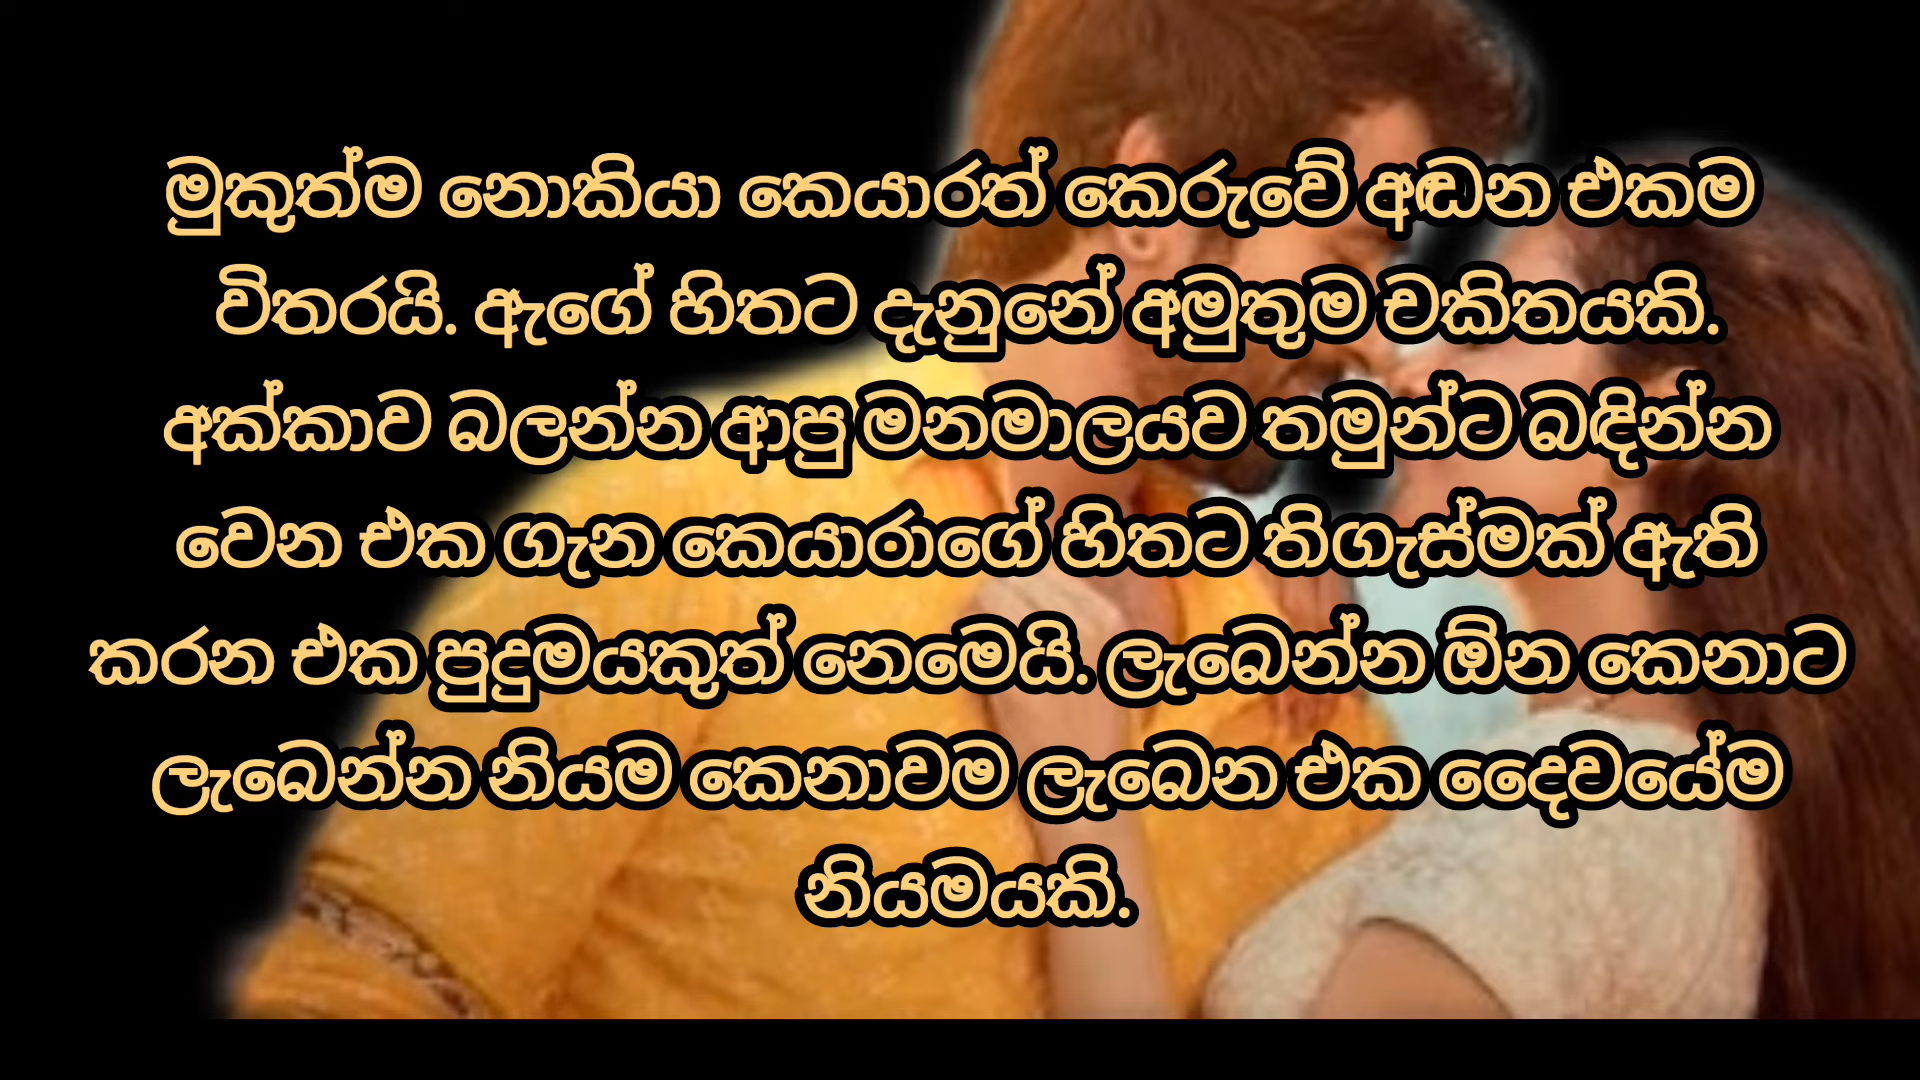 මුකුත්ම නොකියා කෙයාරත් කෙරුවේ අඬන එකම
විතරයි. ඇගේ හිතට දැනුනේ අමුතුම චකිතයකි.
අක්කාව බලන්න ආපු මනමාලයව තමුන්ට බඳින්න
වෙන එක ගැන කෙයාරාගේ හිතට තිගැස්මක් ඇති
කරන එක පුදුමයකුත් නෙමෙයි. ලැබෙන්න ඕන කෙනාට
ලැබෙන්න නියම කෙනාවම ලැබෙන එක දෛවයේම
නියමයකි.